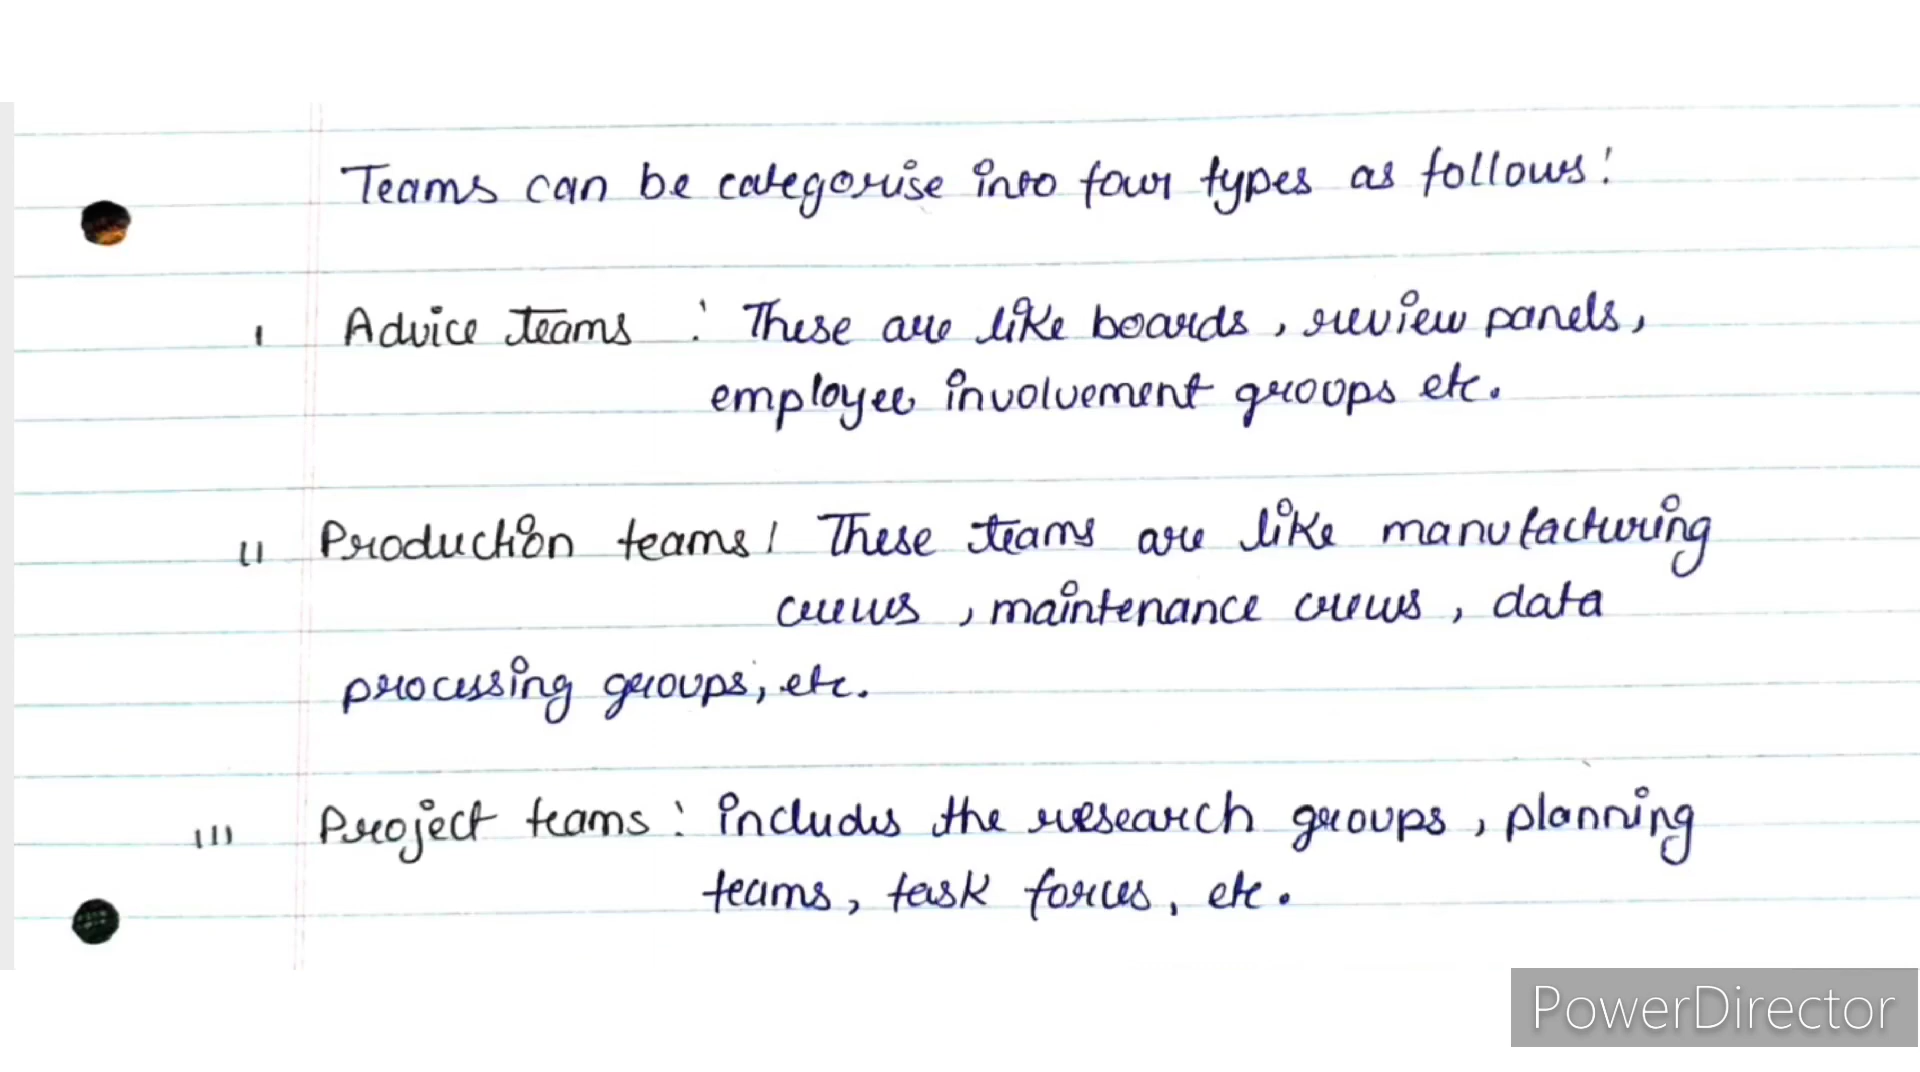 Teams can be categorise into four types as follows:
I Advice teams : These are like boards, review panels,
employee involvement groups etc.
II Production teams: These teams are like manufacturing
crews, maintenance crews, data
processing groups, etc.
III Project teams : includes the research groups, planning
teams, task forces, etc.
PowerDirector